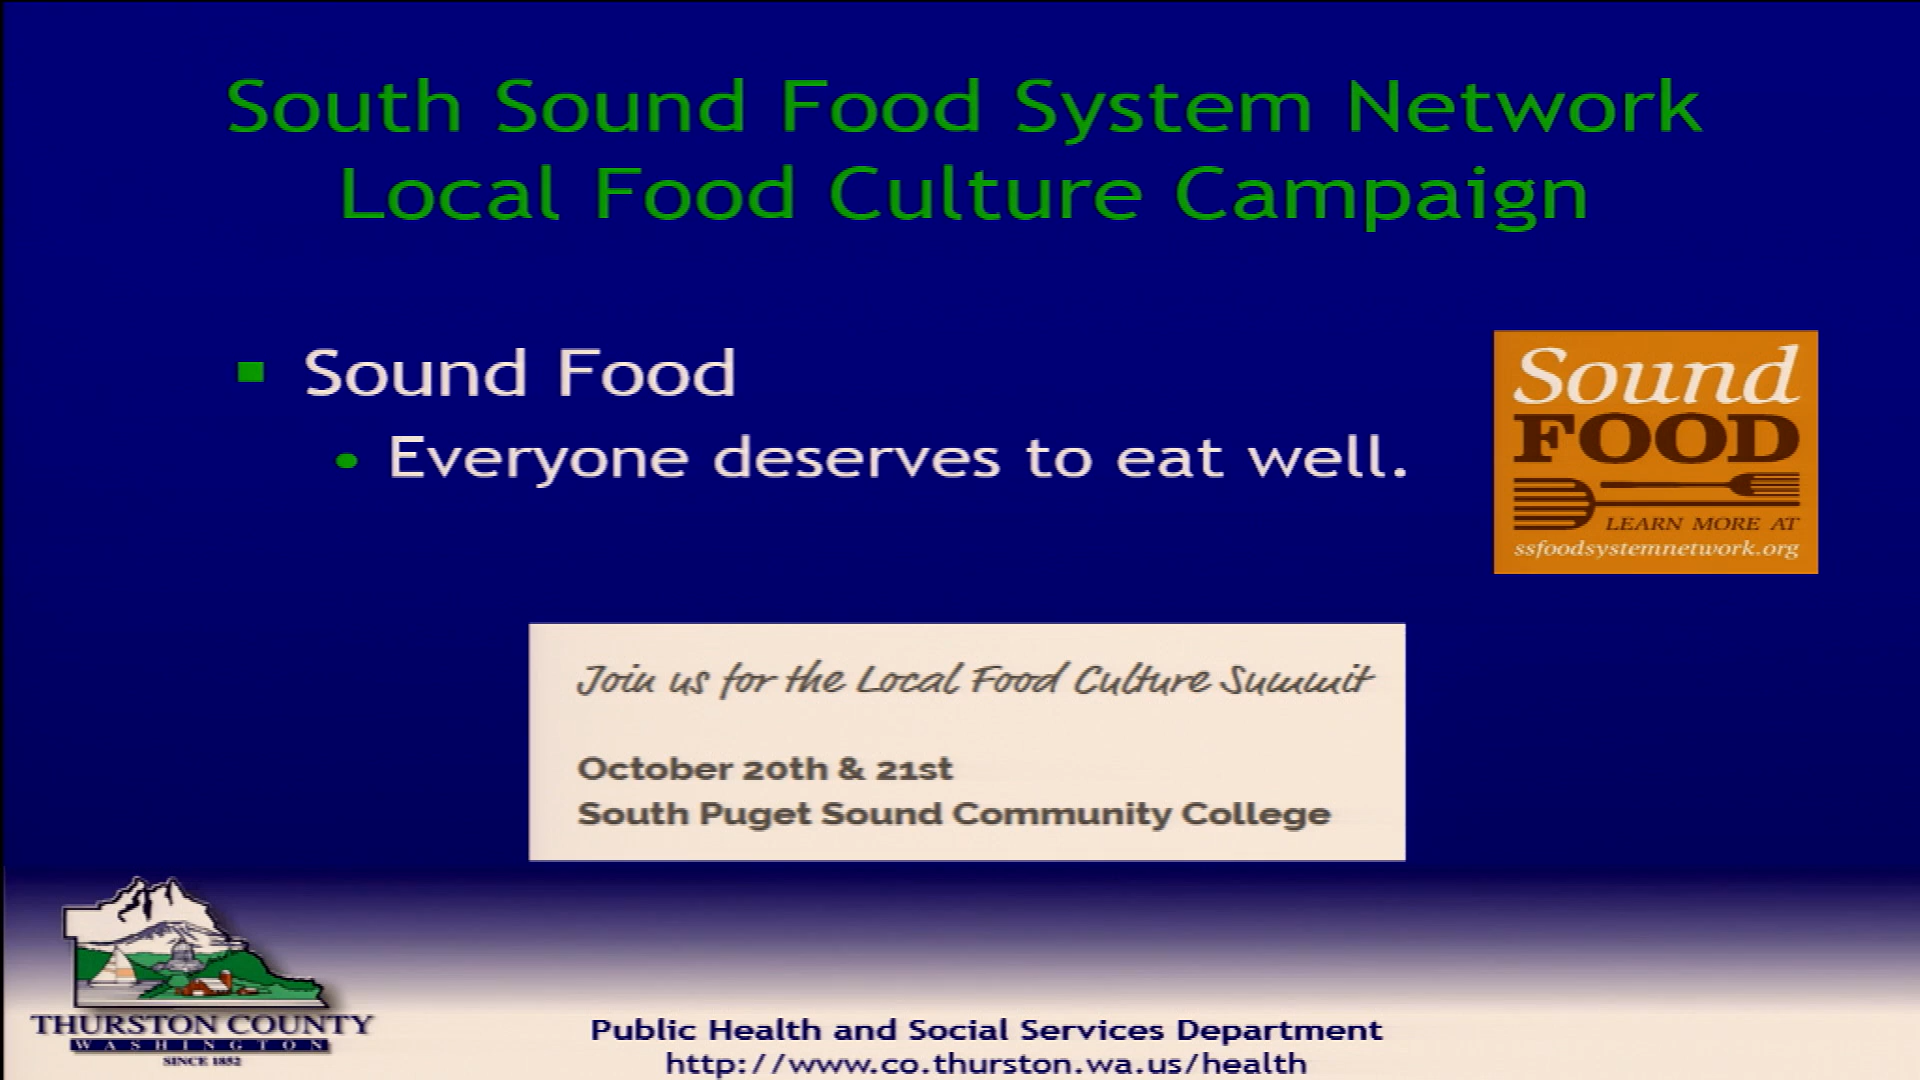 South Sound Food System Network
Local Food Culture Campaign
Sound Food
Everyone deserves to eat well.
Sound
FOOD
LEARN MORE AT
ssfoodsystemnetwork.org
Join us for the Local Food Culture Summit
October 20th & 21st
South Puget Sound Community College
THURSTON COUNTY
WASHINGTON
SINCE 1852
Public Health and Social Services Department
http://www.co.thurston.wa.us/health